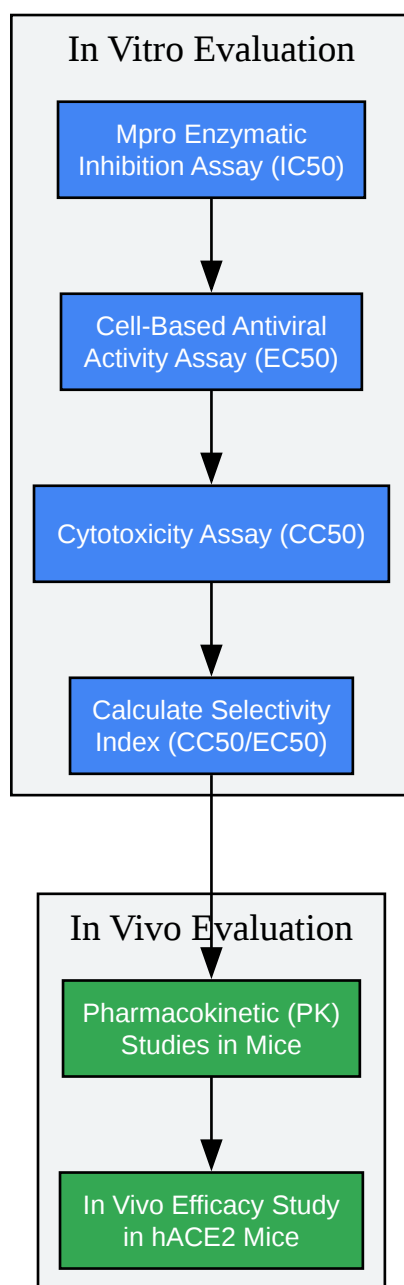 In Vitro Evaluation
Mpro Enzymatic
Inhibition Assay (IC50)
Cell-Based Antiviral
Activity Assay (EC50)
Cytotoxicity Assay (CC50)
Calculate Selectivity
Index (CC50/EC50)
In Vivo Evaluation
Pharmacokinetic (PK)
Studies in Mice
In Vivo Efficacy Study
in hACE2 Mice